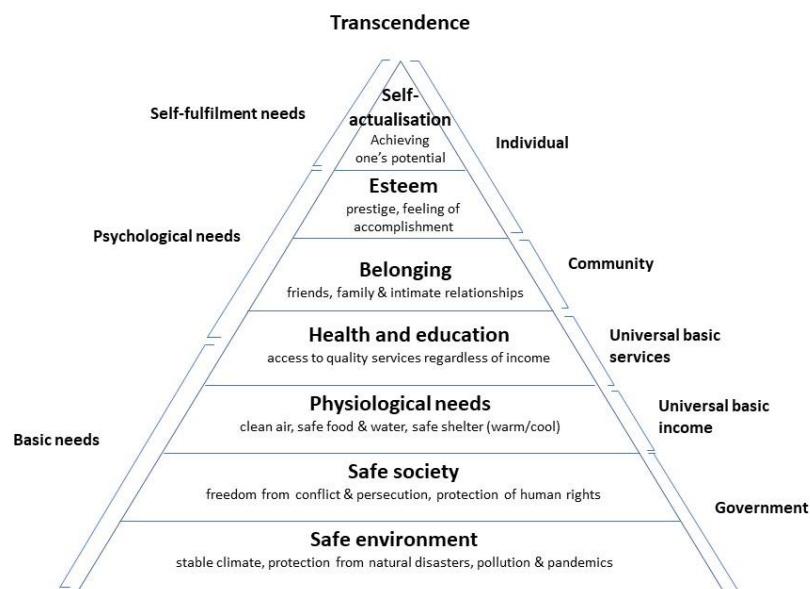 Transcendence
Self-fulfilment needs
Self-
actualisation
Achieving
one's potential
Individual
Esteem
prestige, feeling of
accomplishment
Psychological needs
Community
Belonging
friends, family & intimate relationships
Health and education
access to quality services regardless of income
Universal basic
services
Physiological needs
clean air, safe food & water, safe shelter (warm/cool)
Universal basic
income
Basic needs
Safe society
freedom from conflict & persecution, protection of human rights
Government
Safe environment
stable climate, protection from natural disasters, pollution & pandemics